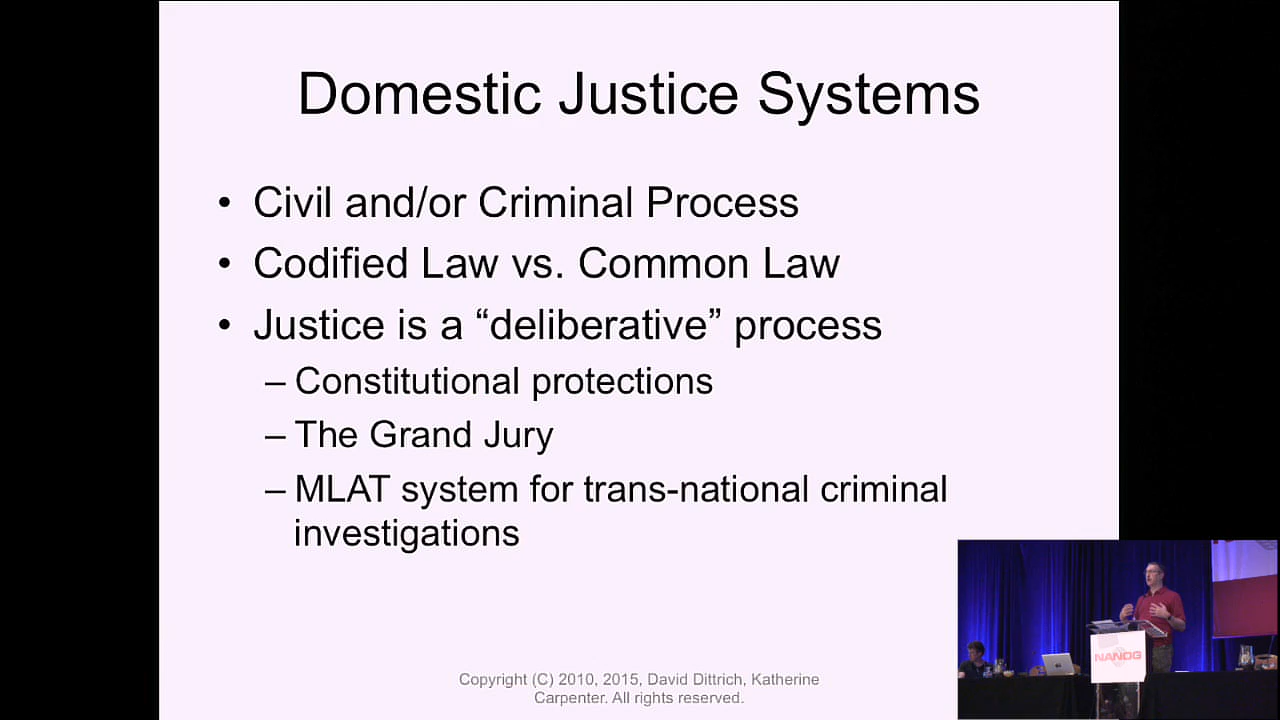 Domestic Justice Systems
• Civil and/or Criminal Process
• Codified Law vs. Common Law
• Justice is a “deliberative” process
– Constitutional protections
– The Grand Jury
– MLAT system for trans-national criminal
investigations
Copyright (C) 2010, 2015, David Dittrich, Katherine
Carpenter. All rights reserved.
NANOG